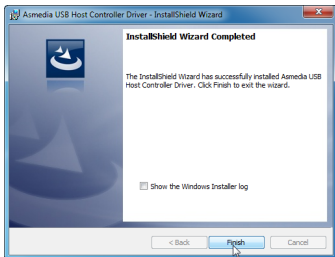 Asmedia USB Host Controller Driver - InstallShield Wizard
InstallShield Wizard Completed
The InstallShield Wizard has successfully installed Asmedia USB
Host Controller Driver. Click Finish to exit the wizard.
Show the Windows Installer log
< Back
Finish
Cancel